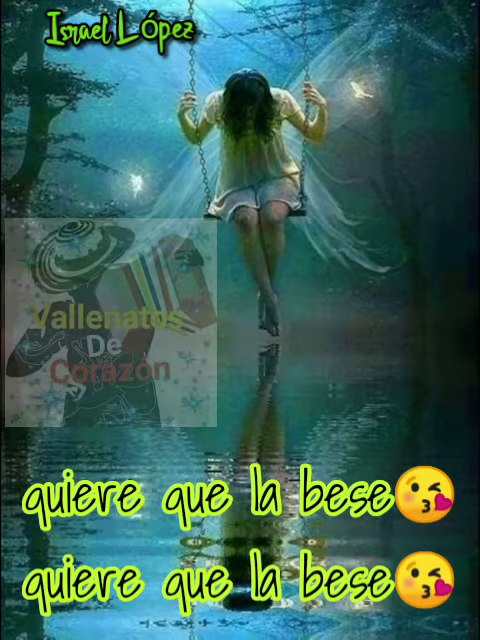 Israel López
Vallenatos
De
Corazón
quiere que la bese😘
quiere que la bese😘